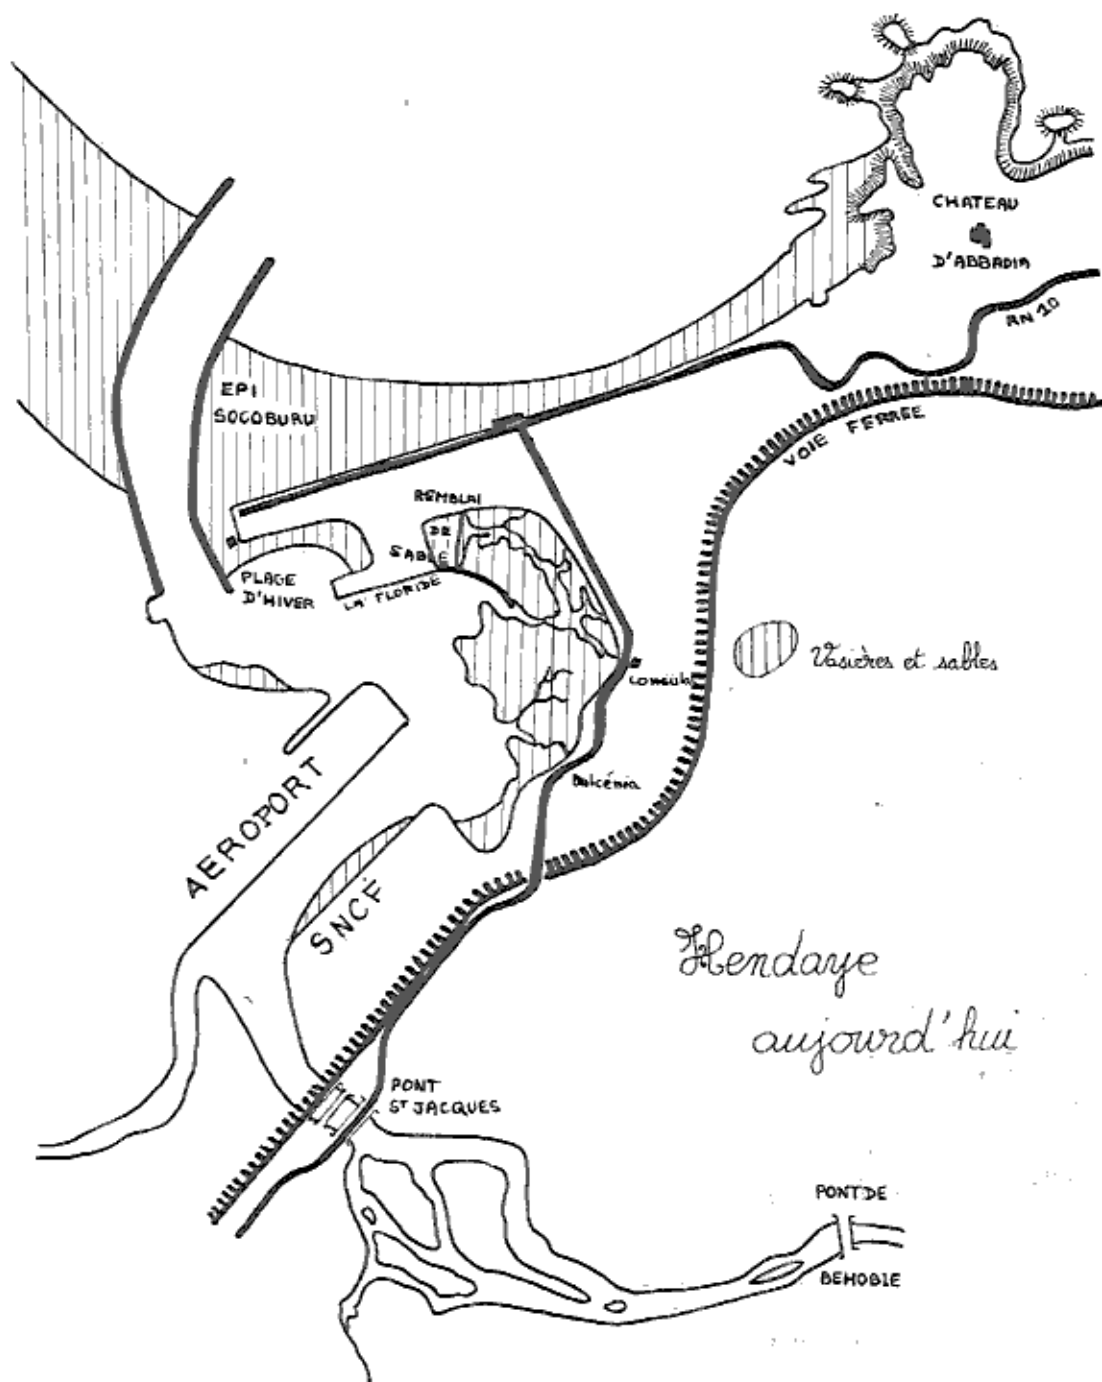 CHATEAU
D'ABBADIA
RN 10
EPI
SOCOBURU
VOIE FERREE
REMBLAI
DE
SABLE
PLAGE
D'HIVER
LA FLORIDE
Vasières et sables
AEROPORT
SNCF
Hendaye
aujourd'hui
PONT
ST JACQUES
PONT DE
BEHOBIE